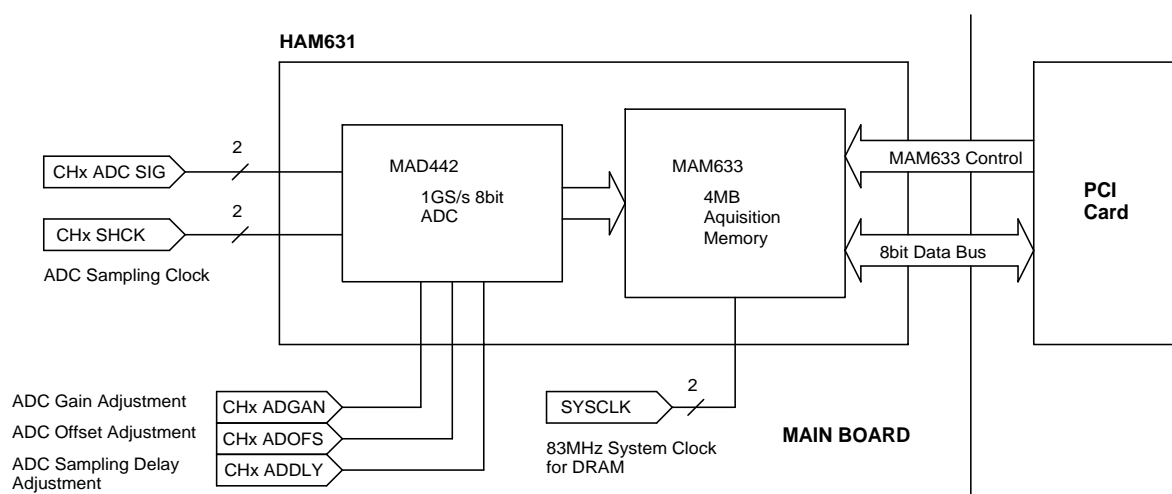 HAM631
2
CHx ADC SIG
2
CHx SHCK
ADC Sampling Clock
MAD442
1GS/s 8bit
ADC
MAM633
4MB
Aquisition
Memory
MAM633 Control
8bit Data Bus
PCI
Card
ADC Gain Adjustment
CHx ADGAN
ADC Offset Adjustment
CHx ADOFS
ADC Sampling Delay
Adjustment
CHx ADDLY
SYSCLK
2
83MHz System Clock
for DRAM
MAIN BOARD